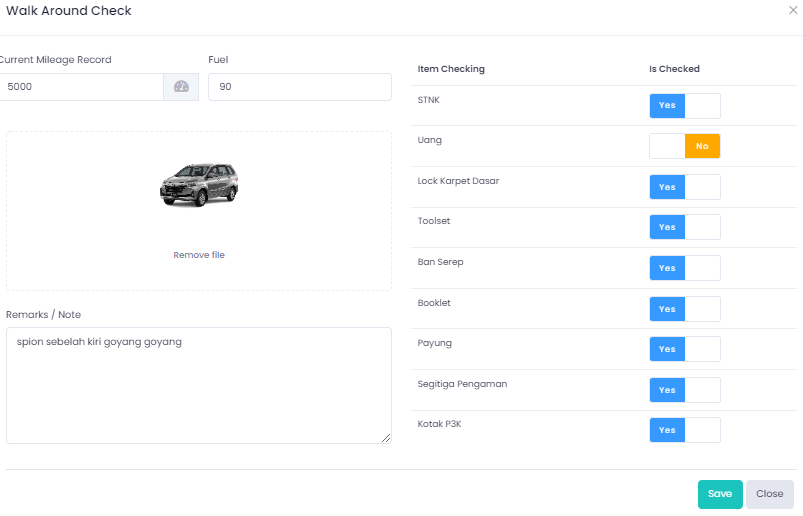 Walk Around Check
Current Mileage Record
Fuel
5000
90
Remove file
Remarks / Note
spion sebelah kiri goyang goyang
Item Checking
Is Checked
STNK
Yes
Uang
No
Lock Karpet Dasar
Yes
Toolset
Yes
Ban Serep
Yes
Booklet
Yes
Payung
Yes
Segitiga Pengaman
Yes
Kotak P3K
Yes
Save
Close